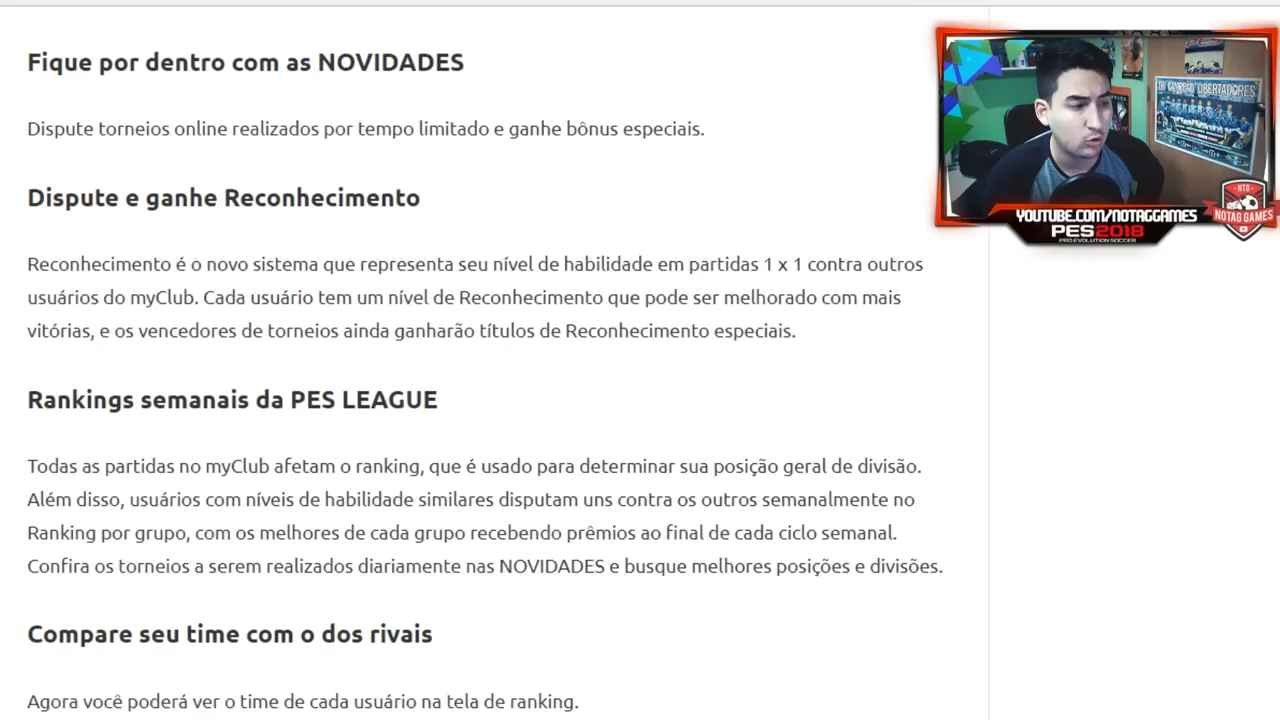 Fique por dentro com as NOVIDADES
Dispute torneios online realizados por tempo limitado e ganhe bônus especiais.
Dispute e ganhe Reconhecimento
Reconhecimento é o novo sistema que representa seu nível de habilidade em partidas 1 x 1 contra outros
usuários do myClub. Cada usuário tem um nível de Reconhecimento que pode ser melhorado com mais
vitórias, e os vencedores de torneios ainda ganharão títulos de Reconhecimento especiais.
Rankings semanais da PES LEAGUE
Todas as partidas no myClub afetam o ranking, que é usado para determinar sua posição geral de divisão.
Além disso, usuários com níveis de habilidade similares disputam uns contra os outros semanalmente no
Ranking por grupo, com os melhores de cada grupo recebendo prêmios ao final de cada ciclo semanal.
Confira os torneios a serem realizados diariamente nas NOVIDADES e busque melhores posições e divisões.
Compare seu time com o dos rivais
Agora você poderá ver o time de cada usuário na tela de ranking.
YOUTUBE.COM/NOTAGGAMES
PES2018
PRO EVOLUTION SOCCER
NTG
NOTAG GAMES